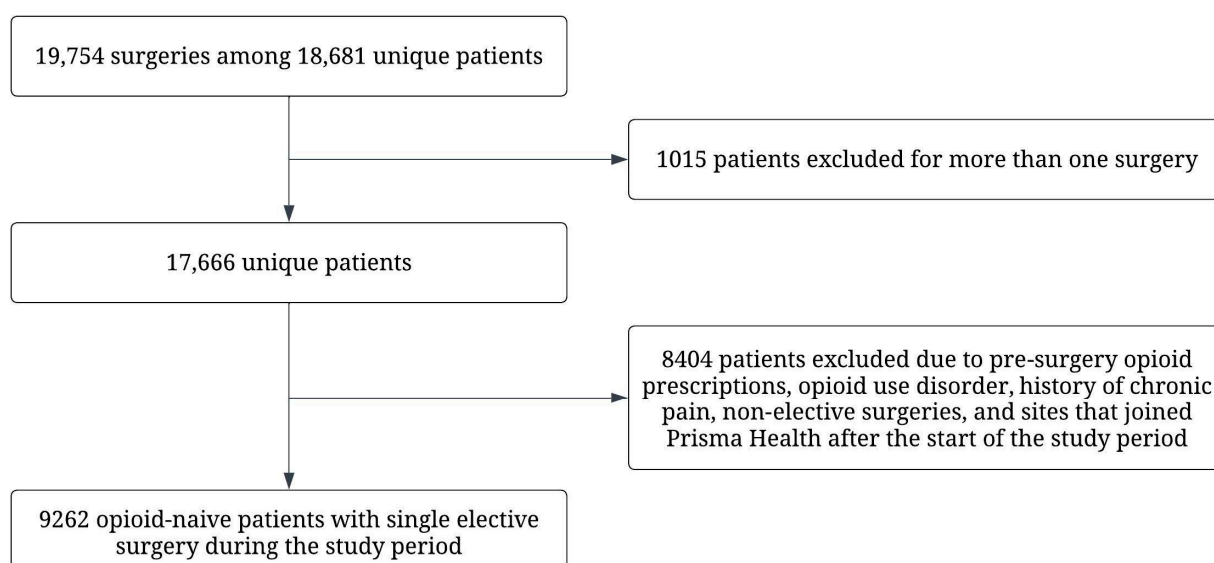 19,754 surgeries among 18,681 unique patients
1015 patients excluded for more than one surgery
17,666 unique patients
8404 patients excluded due to pre-surgery opioid
prescriptions, opioid use disorder, history of chronic
pain, non-elective surgeries, and sites that joined
Prisma Health after the start of the study period
9262 opioid-naive patients with single elective
surgery during the study period